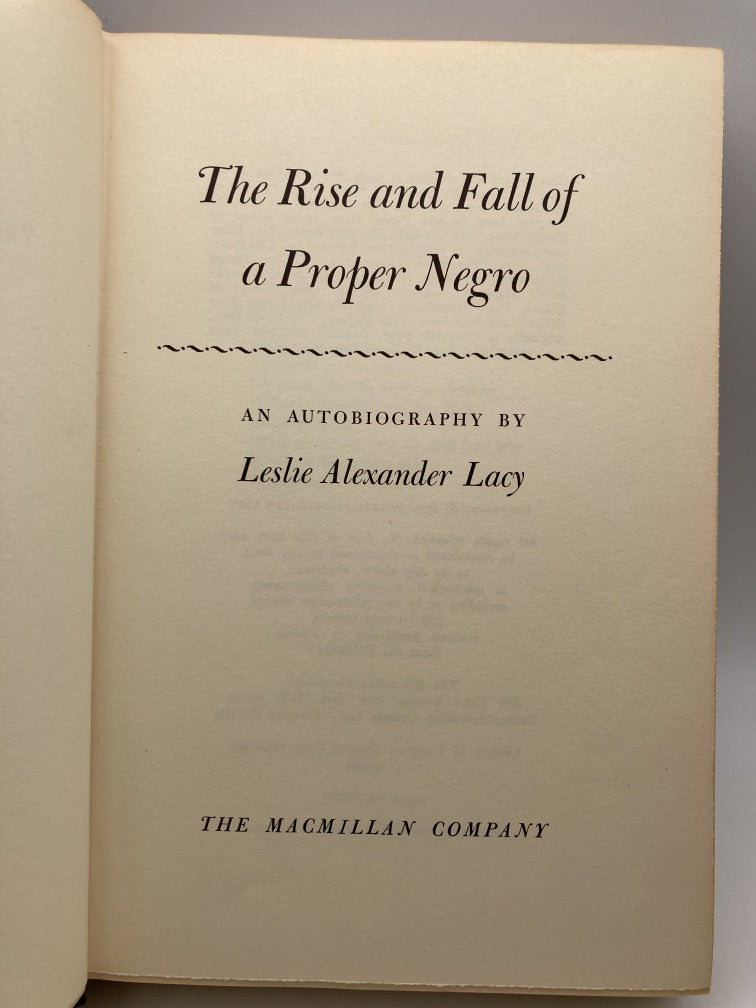 The Rise and Fall of
a Proper Negro
AN AUTOBIOGRAPHY BY
Leslie Alexander Lacy
THE MACMILLAN COMPANY